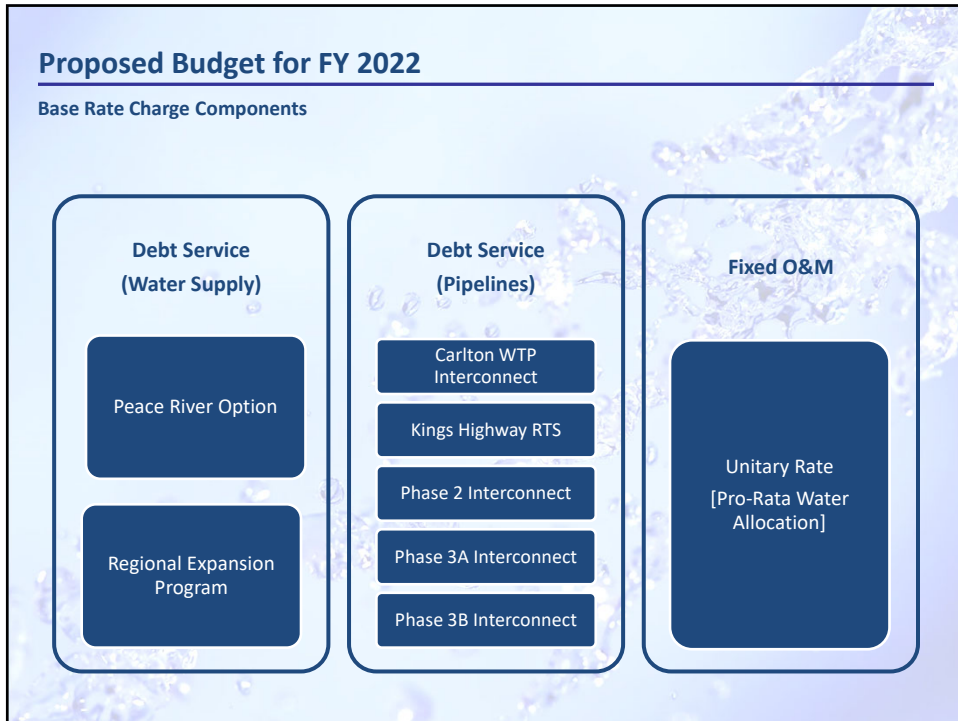 Proposed Budget for FY 2022
Base Rate Charge Components
Debt Service
(Water Supply)
Peace River Option
Regional Expansion
Program
Debt Service
(Pipelines)
Carlton WTP
Interconnect
Kings Highway RTS
Phase 2 Interconnect
Phase 3A Interconnect
Phase 3B Interconnect
Fixed O&M
Unitary Rate
[Pro-Rata Water
Allocation]